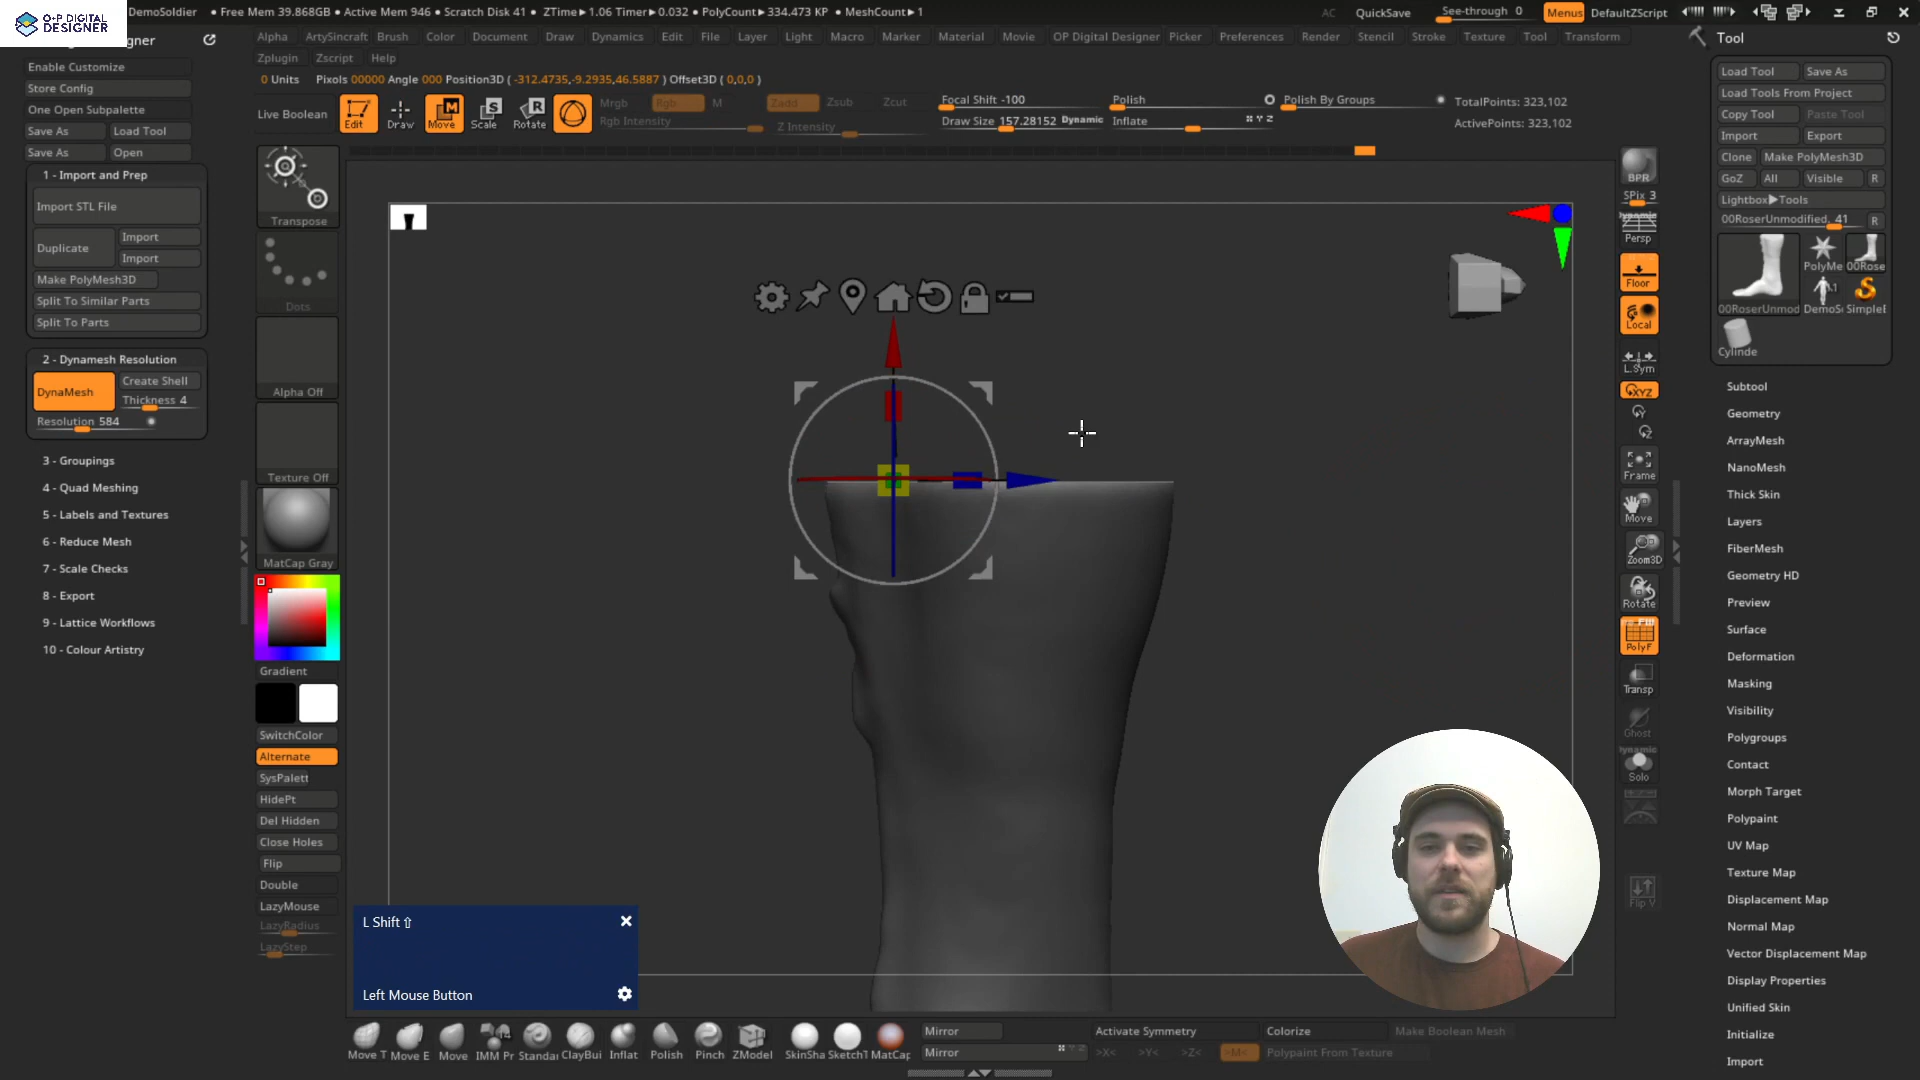 O+P DIGITAL
DESIGNER
DemoSoldier
• Free Mem 39.868GB • Active Mem 946 • Scratch Disk 41 • ZTime▶1.06 Timer▶0.032 • PolyCount▶334.473 KP • MeshCount▶1
AC
QuickSave
See-through 0
Menus
DefaultZScript
Alpha
ArtySincraft
Brush
Color
Document
Draw
Dynamics
Edit
File
Layer
Light
Macro
Marker
Material
Movie
OP Digital Designer
Picker
Preferences
Render
Stencil
Stroke
Texture
Tool
Transform
Zplugin
Zscript
Help
0 Units Pixols 00000 Angle 000 Position3D ( -312.4735,-9.2935,46.5887 ) Offset3D ( 0,0,0 )
Live Boolean
Edit
Draw
Move
Scale
Rotate
Mrgb
Rgb
M
Rgb Intensity
Zadd
Zsub
Zcut
Z Intensity
Focal Shift -100
Draw Size 157.28152 Dynamic
Polish
Inflate
X Y Z
Polish By Groups
TotalPoints: 323,102
ActivePoints: 323,102
Enable Customize
Store Config
One Open Subpalette
Save As
Load Tool
Save As
Open
1 - Import and Prep
Import STL File
Duplicate
Import
Import
Make PolyMesh3D
Split To Similar Parts
Split To Parts
2 - Dynamesh Resolution
DynaMesh
Create Shell
Thickness 4
Resolution 584
3 - Groupings
4 - Quad Meshing
5 - Labels and Textures
6 - Reduce Mesh
7 - Scale Checks
8 - Export
9 - Lattice Workflows
10 - Colour Artistry
Transpose
Dots
Alpha Off
Texture Off
MatCap Gray
Gradient
SwitchColor
Alternate
SysPalett
HidePt
Del Hidden
Close Holes
Flip
Double
LazyMouse
LazyRadius
LazyStep
L Shift ⇧
Left Mouse Button
BPR
SPix 3
Dynamic
Persp
Floor
Local
L.Sym
XYZ
Y
Z
Frame
Move
Zoom3D
Rotate
PolyF
Transp
Ghost
Dynamic
Solo
Flip V
Tool
Load Tool
Save As
Load Tools From Project
Copy Tool
Paste Tool
Import
Export
Clone
Make PolyMesh3D
GoZ
All
Visible
R
Lightbox▶Tools
00RoserUnmodified. 41
R
00RoserUnmod
PolyMe
00Rose
DemoSo
SimpleB
Cylinde
Subtool
Geometry
ArrayMesh
NanoMesh
Thick Skin
Layers
FiberMesh
Geometry HD
Preview
Surface
Deformation
Masking
Visibility
Polygroups
Contact
Morph Target
Polypaint
UV Map
Texture Map
Displacement Map
Normal Map
Vector Displacement Map
Display Properties
Unified Skin
Initialize
Import
Move T
Move E
Move
IMM Pr
14
Standar
ClayBui
Inflat
Polish
Pinch
ZModel
SkinSha
SketchT
MatCap
Mirror
Mirror
Activate Symmetry
>X<
>Y<
>Z<
>M<
Colorize
Polypaint From Texture
Make Boolean Mesh